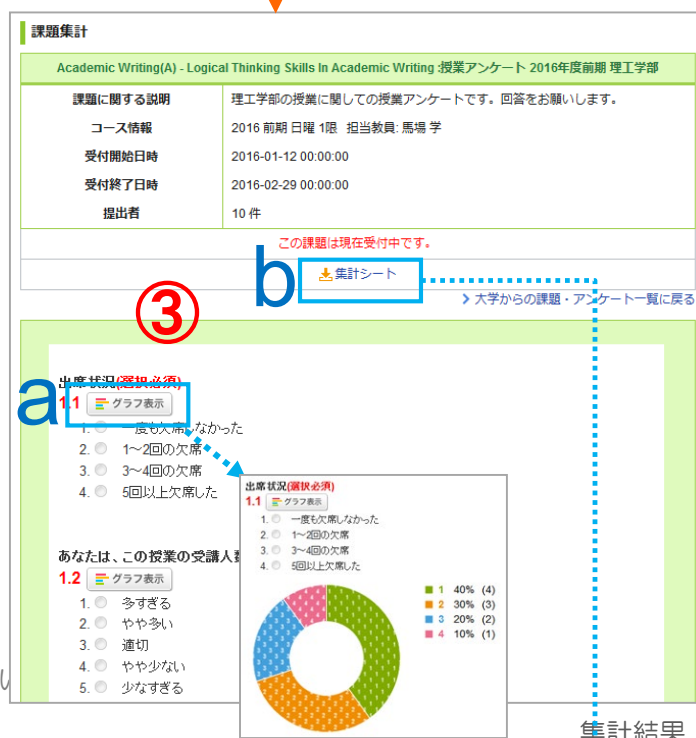 課題集計
Academic Writing(A) - Logical Thinking Skills In Academic Writing :授業アンケート 2016年度前期 理工学部
課題に関する説明 理工学部の授業に関しての授業アンケートです。回答をお願いします。
コース情報 2016 前期 日曜 1限 担当教員: 馬場 学
受付開始日時 2016-01-12 00:00:00
受付終了日時 2016-02-29 00:00:00
提出者 10 件
この課題は現在受付中です。
b
集計シート
大学からの課題・アンケート一覧に戻る
③
a
出席状況(選択必須)
1.1 グラフ表示
1. 一度も欠席しなかった
2. 1～2回の欠席
3. 3～4回の欠席
4. 5回以上欠席した
あなたは、この授業の受講人数
1.2 グラフ表示
1. 多すぎる
2. やや多い
3. 適切
4. やや少ない
5. 少なすぎる
出席状況(選択必須)
1.1 グラフ表示
1. 一度も欠席しなかった
2. 1～2回の欠席
3. 3～4回の欠席
4. 5回以上欠席した
1 40% (4)
2 30% (3)
3 20% (2)
4 10% (1)
集計結果